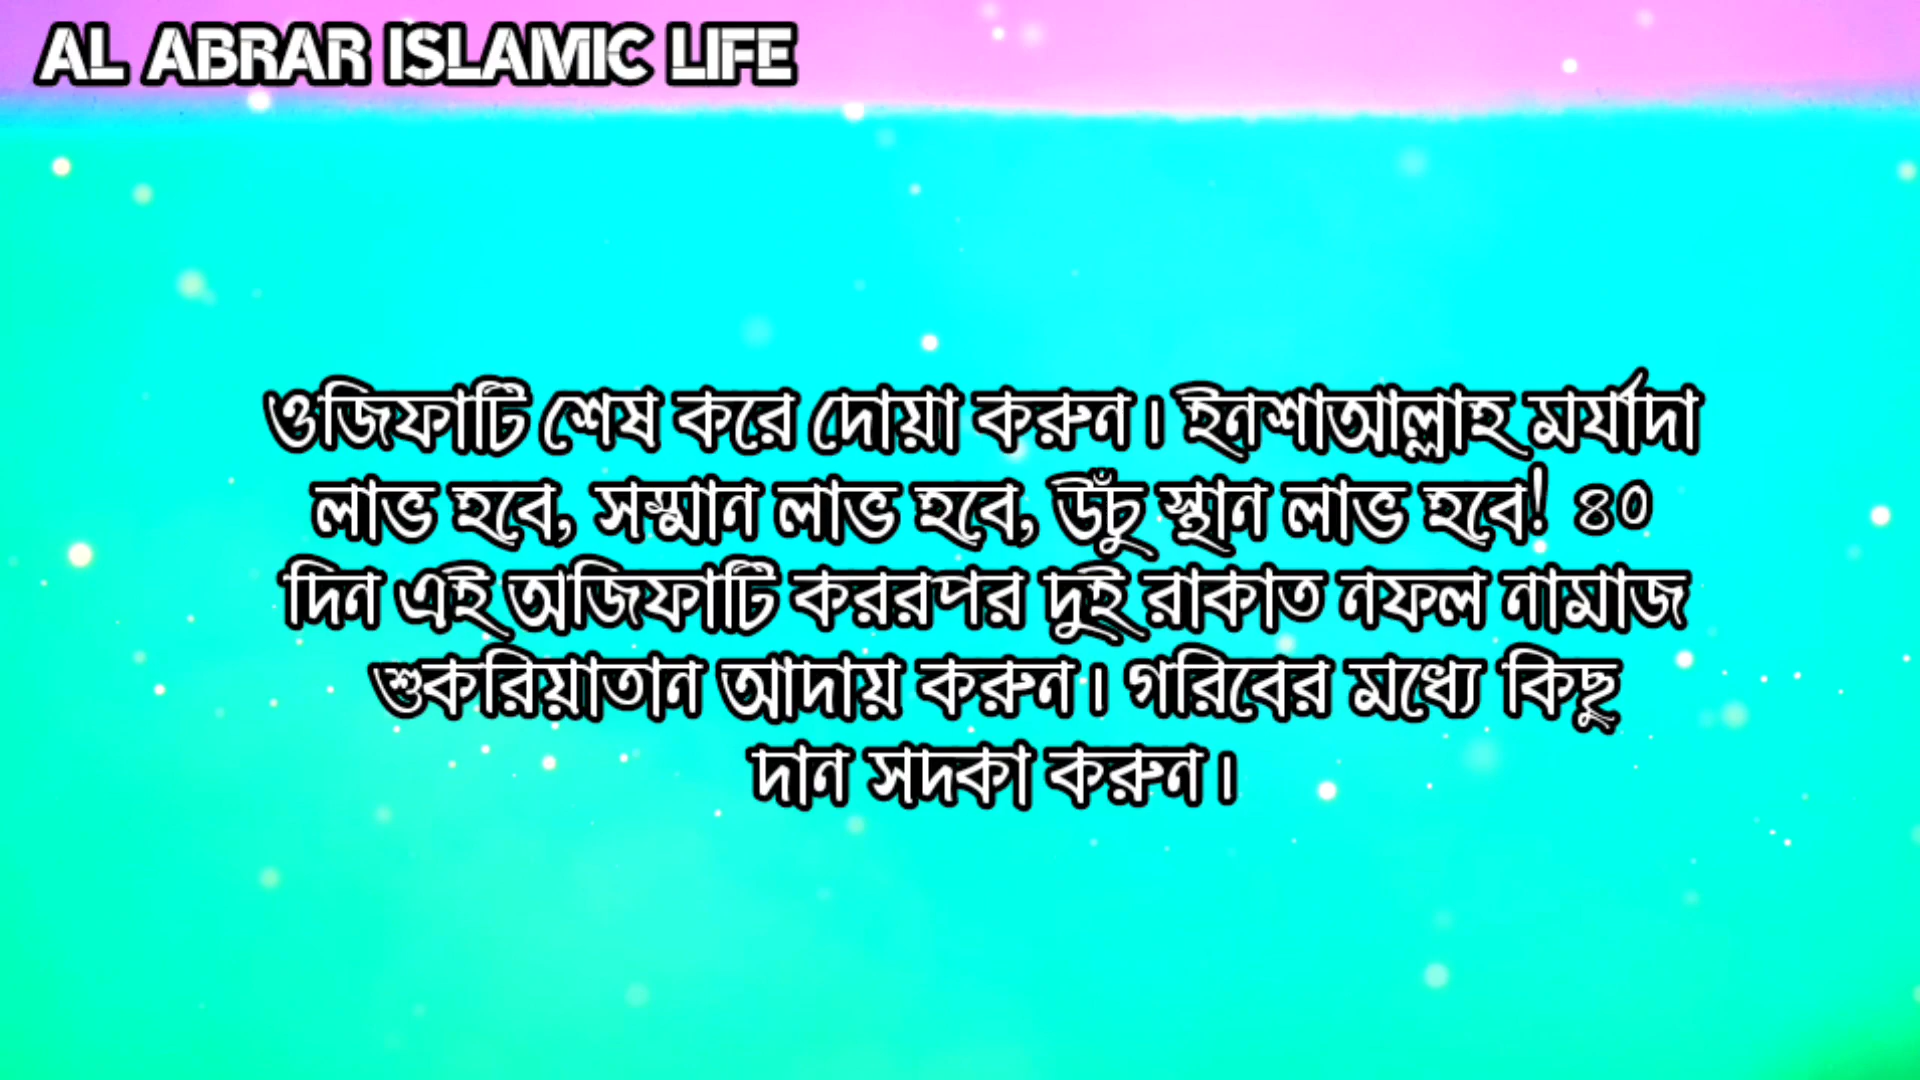 AL ABRAR ISLAMIC LIFE
ওজিফাটি শেষ করে দোয়া করুন। ইনশাআল্লাহ মর্যাদা
লাভ হবে, সম্মান লাভ হবে, উঁচু স্থান লাভ হবে! ৪০
দিন এই অজিফাটি কররপর দুই রাকাত নফল নামাজ
শুকরিয়াতান আদায় করুন। গরিবের মধ্যে কিছু
দান সদকা করুন।